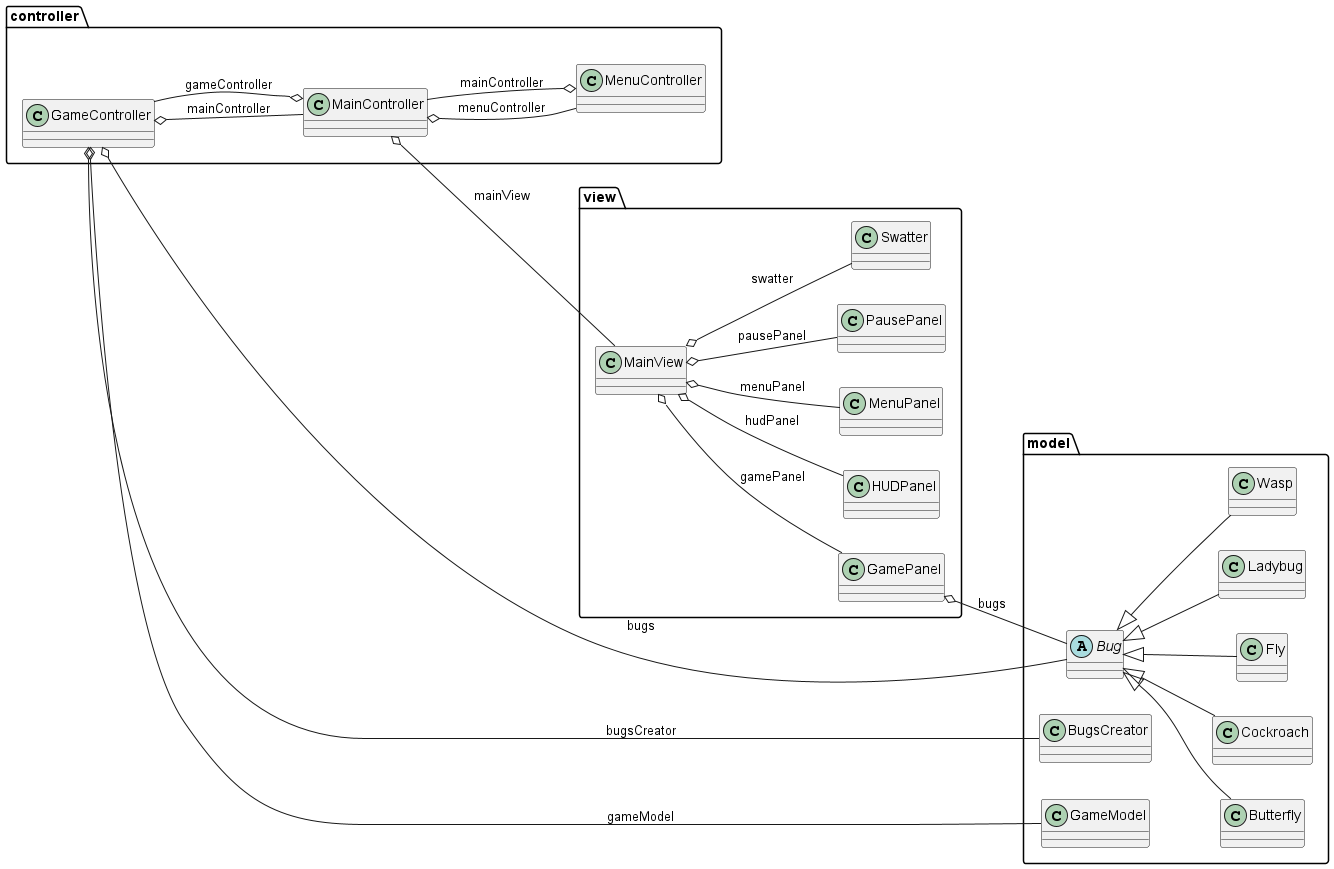 controller
C GameController
gameController
mainController
C MainController
mainController
menuController
C MenuController
mainView
view
C MainView
swatter
C Swatter
pausePanel
C PausePanel
menuPanel
C MenuPanel
hudPanel
C HUDPanel
gamePanel
C GamePanel
bugs
bugs
bugsCreator
gameModel
model
C Wasp
C Ladybug
A Bug
C Fly
C BugsCreator
C Cockroach
C GameModel
C Butterfly